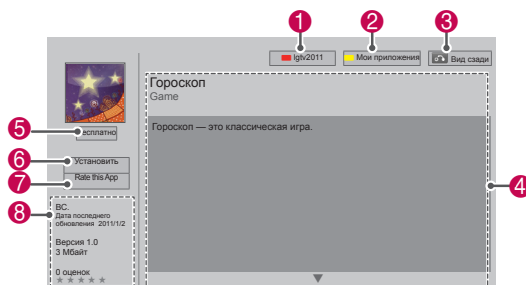 1
2
3
lgtv2011
Мои приложения
Вид сзади
Гороскоп
Game
Гороскоп — это классическая игра.
4
5
есплатно
6
Установить
7
Rate this App
8
ВС.
Дата последнего
обновления 2011/1/2
Версия 1.0
3 Мбайт
0 оценок